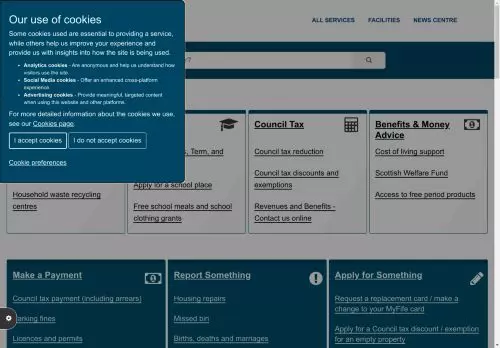 Our use of cookies
Some cookies used are essential to providing a service,
while others help us improve your experience and
provide us with insights into how the site is being used.
Analytics cookies - Are anonymous and help us understand how
visitors use the site.
Social Media cookies - Offer an enhanced cross-platform
experience.
Advertising cookies - Provide meaningful, targeted content
when using this website and other platforms.
For more detailed information about the cookies we use,
see our Cookies page
I accept cookies
I do not accept cookies
Cookie preferences
ALL SERVICES
FACILITIES
NEWS CENTRE
Household waste recycling
centres
Term, and
Apply for a school place
Free school meals and school
clothing grants
Council Tax
Council tax reduction
Council tax discounts and
exemptions
Revenues and Benefits -
Contact us online
Benefits & Money
Advice
Cost of living support
Scottish Welfare Fund
Access to free period products
Make a Payment
Council tax payment (including arrears)
Parking fines
Licences and permits
Report Something
Housing repairs
Missed bin
Births, deaths and marriages
Apply for Something
Request a replacement card / make a
change to your MyFife card
Apply for a Council tax discount / exemption
for an empty property